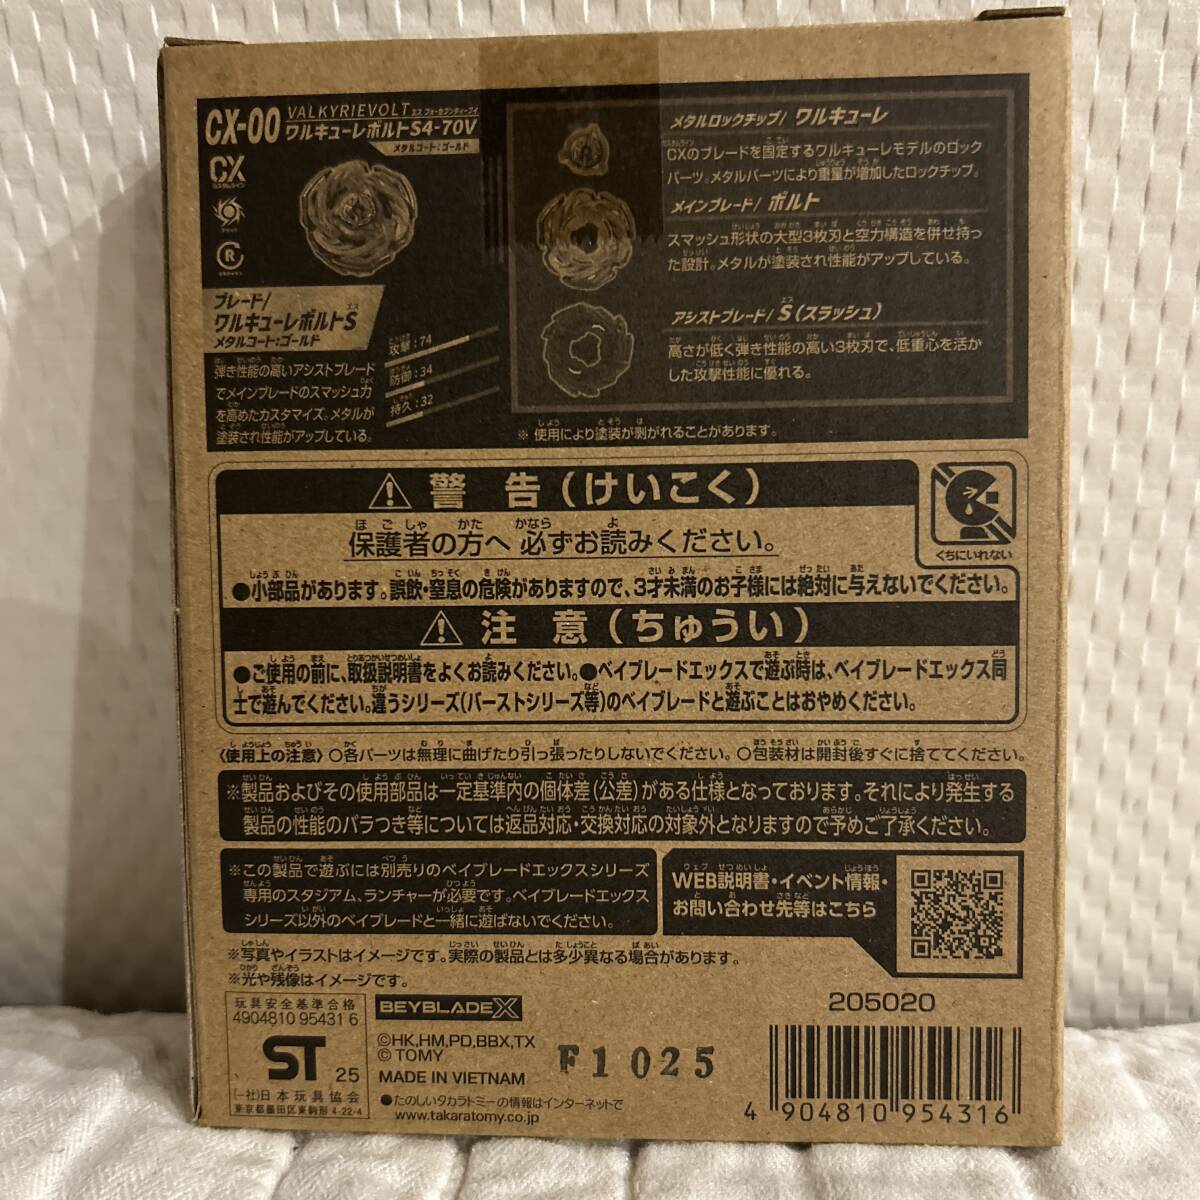 CX-00 VALKYRIEVOLT
ワルキューレボルトS4-70V
メタルコート:ゴールド
CX
R
ブレード/
ワルキューレボルトS
メタルコート:ゴールド
弾き性能の高いアシストブレード
でメインブレードのスマッシュ力
を高めたカスタマイズ。メタルが
塗装され性能がアップしている。
攻撃:74
防御:34
持久:32
メタルロックチップ/ ワルキューレ
CXのブレードを固定するワルキューレモデルのロック
パーツ。メタルパーツにより重量が増加したロックチップ。
メインブレード/ ボルト
スマッシュ形状の大型3枚刃と空力構造を併せ持っ
た設計。メタルが塗装され性能がアップしている。
アシストブレード/ S(スラッシュ)
高さが低く弾き性能の高い3枚刃で、低重心を活か
した攻撃性能に優れる。
※ 使用により塗装が剥がれることがあります。
⚠ 警 告(けいこく)
保護者の方へ 必ずお読みください。
●小部品があります。誤飲・窒息の危険がありますので、3才未満のお子様には絶対に与えないでください。
くちにいれない
⚠ 注 意(ちゅうい)
●ご使用の前に、取扱説明書をよくお読みください。●ベイブレードエックスで遊ぶ時は、ベイブレードエックス同
士で遊んでください。違うシリーズ(バーストシリーズ等)のベイブレードと遊ぶことはおやめください。
〈使用上の注意〉○各パーツは無理に曲げたり引っ張ったりしないでください。○包装材は開封後すぐに捨ててください。
※製品およびその使用部品は一定基準内の個体差(公差)がある仕様となっております。それにより発生する
製品の性能のバラつき等については返品対応・交換対応の対象外となりますので予めご了承ください。
※この製品で遊ぶには別売りのベイブレードエックスシリーズ
専用のスタジアム、ランチャーが必要です。ベイブレードエックス
シリーズ以外のベイブレードと一緒に遊ばないでください。
WEB説明書・イベント情報・
お問い合わせ先等はこちら
※写真やイラストはイメージです。実際の製品とは多少異なる場合があります。
※光や残像はイメージです。
玩具安全基準合格
4904810 95431 6
ST 25
(一社)日本玩具協会
東京都墨田区東駒形 4-22-4
BEYBLADE X
©HK,HM,PD,BBX,TX
© TOMY
MADE IN VIETNAM
F1025
●たのしいタカラトミーの情報はインターネットで
www.takaratomy.co.jp
205020
4 904810 954316